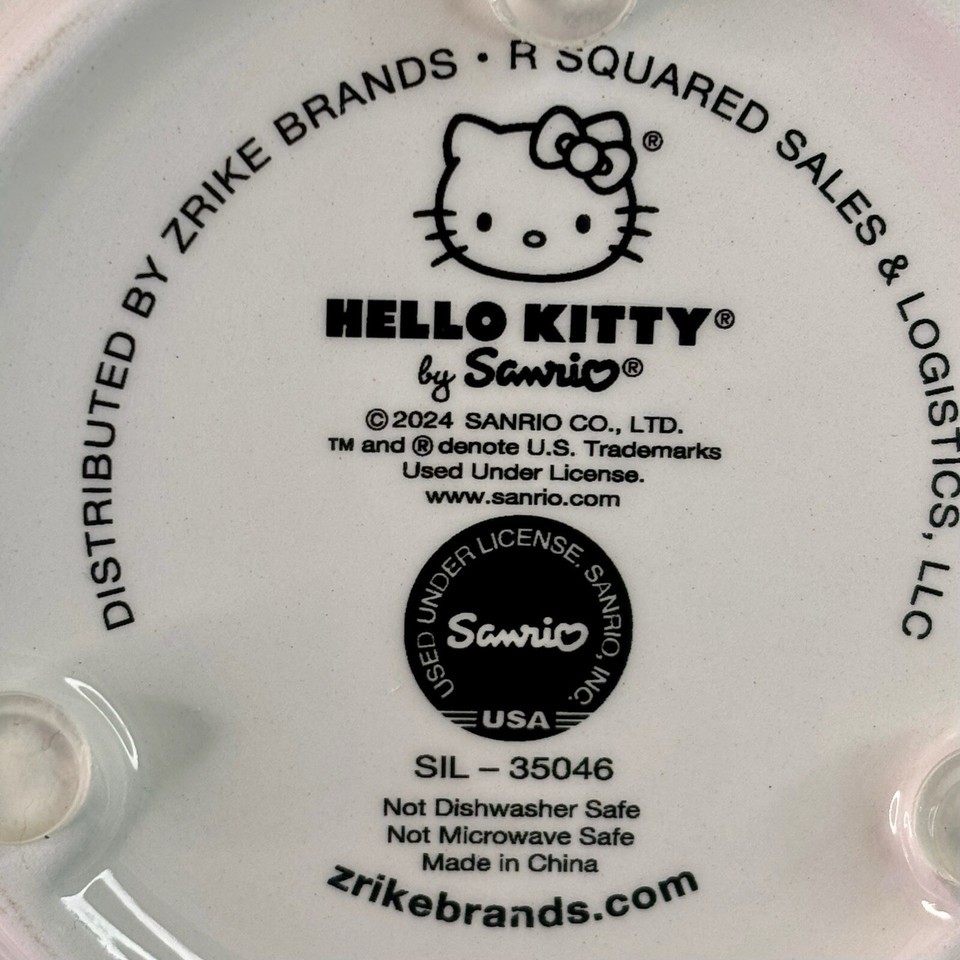 DISTRIBUTED BY ZRIKE BRANDS • R SQUARED SALES & LOGISTICS, LLC
®
HELLO KITTY®
by Sanrio®
©2024 SANRIO CO., LTD.
TM and ® denote U.S. Trademarks
Used Under License.
www.sanrio.com
USED UNDER LICENSE. SANRIO, INC.
Sanrio
USA
SIL – 35046
Not Dishwasher Safe
Not Microwave Safe
Made in China
zrikebrands.com